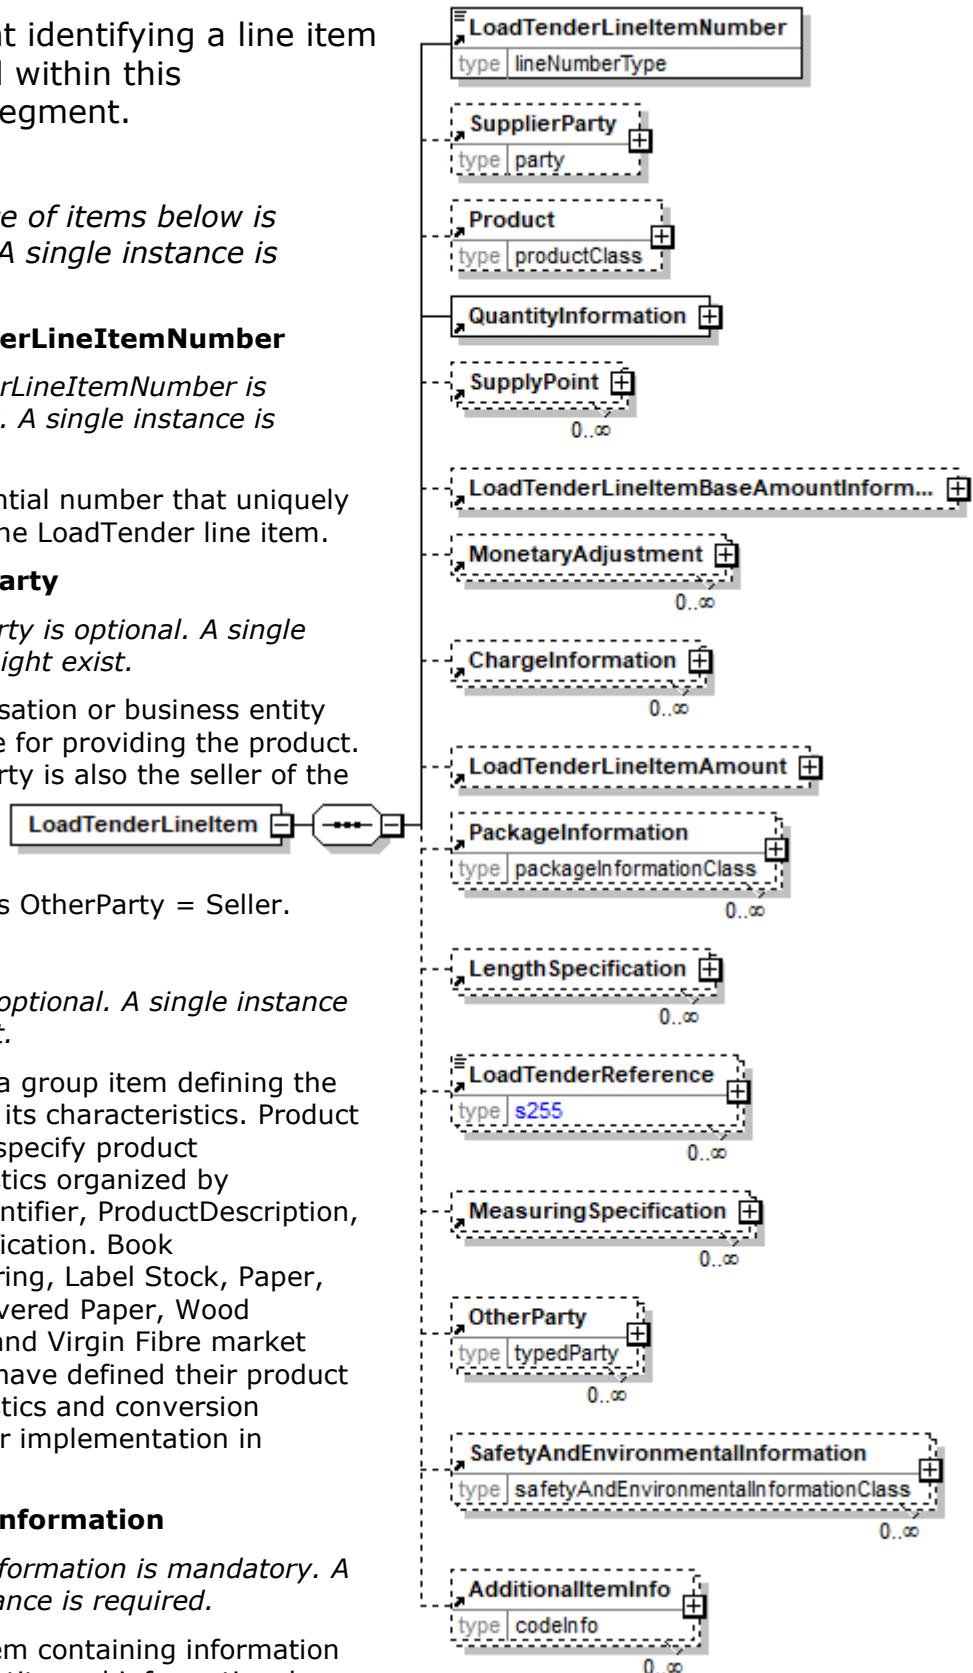 t identifying a line item
within this
egment.
e of items below is
A single instance is
erLineItemNumber
rLineItemNumber is
. A single instance is
ntial number that uniquely
ne LoadTender line item.
arty
rty is optional. A single
ight exist.
sation or business entity
e for providing the product.
rty is also the seller of the
s OtherParty = Seller.
optional. A single instance
t.
a group item defining the
its characteristics. Product
specify product
stics organized by
ntifier, ProductDescription,
fication. Book
ring, Label Stock, Paper,
vered Paper, Wood
and Virgin Fibre market
have defined their product
stics and conversion
r implementation in
nformation
formation is mandatory. A
ance is required.
em containing information
LoadTenderLineItem
LoadTenderLineItemNumber
type lineNumberType
SupplierParty
type party
Product
type productClass
QuantityInformation
SupplyPoint
0..∞
LoadTenderLineItemBaseAmountInform...
MonetaryAdjustment
0..∞
ChargeInformation
0..∞
LoadTenderLineItemAmount
PackageInformation
type packageInformationClass
0..∞
LengthSpecification
0..∞
LoadTenderReference
type s255
0..∞
MeasuringSpecification
0..∞
OtherParty
type typedParty
0..∞
SafetyAndEnvironmentalInformation
type safetyAndEnvironmentalInformationClass
0..∞
AdditionalItemInfo
type codeInfo
0..∞